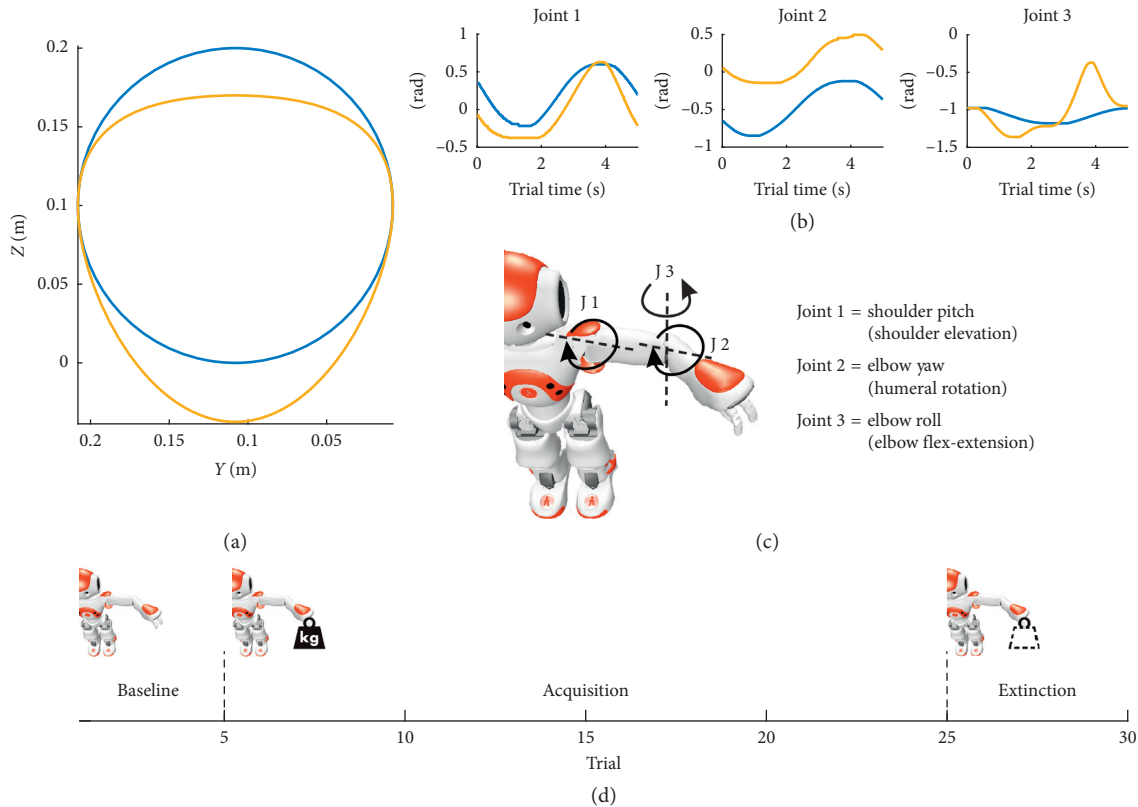 0.2
0.15
0.1
0.05
0
Z (m)
0.2
0.15
0.1
0.05
Y (m)
(a)
Joint 1
1
0.5
0
−0.5
(rad)
0
2
4
Trial time (s)
Joint 2
0.5
0
−0.5
−1
(rad)
0
2
4
Trial time (s)
Joint 3
0
−0.5
−1
−1.5
(rad)
0
2
4
Trial time (s)
(b)
J 1
J 3
J 2
Joint 1 = shoulder pitch
(shoulder elevation)
Joint 2 = elbow yaw
(humeral rotation)
Joint 3 = elbow roll
(elbow flex-extension)
(c)
kg
Baseline
Acquisition
Extinction
5
10
15
20
25
30
Trial
(d)